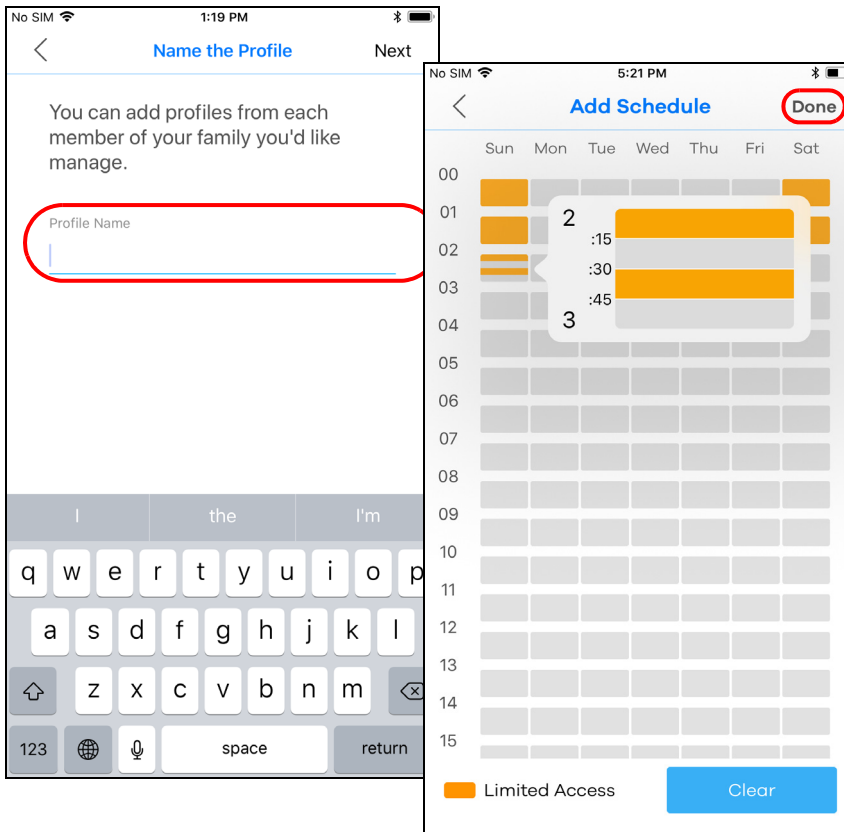 No SIM 1:19 PM
Name the Profile Next
You can add profiles from each
member of your family you'd like
manage.
Profile Name
I the I'm
q w e r t y u i o p
a s d f g h j k l
z x c v b n m
123 space return
No SIM 5:21 PM
Add Schedule Done
Sun Mon Tue Wed Thu Fri Sat
00
01
02
03
04
05
06
07
08
09
10
11
12
13
14
15
2
:15
:30
:45
3
Limited Access Clear